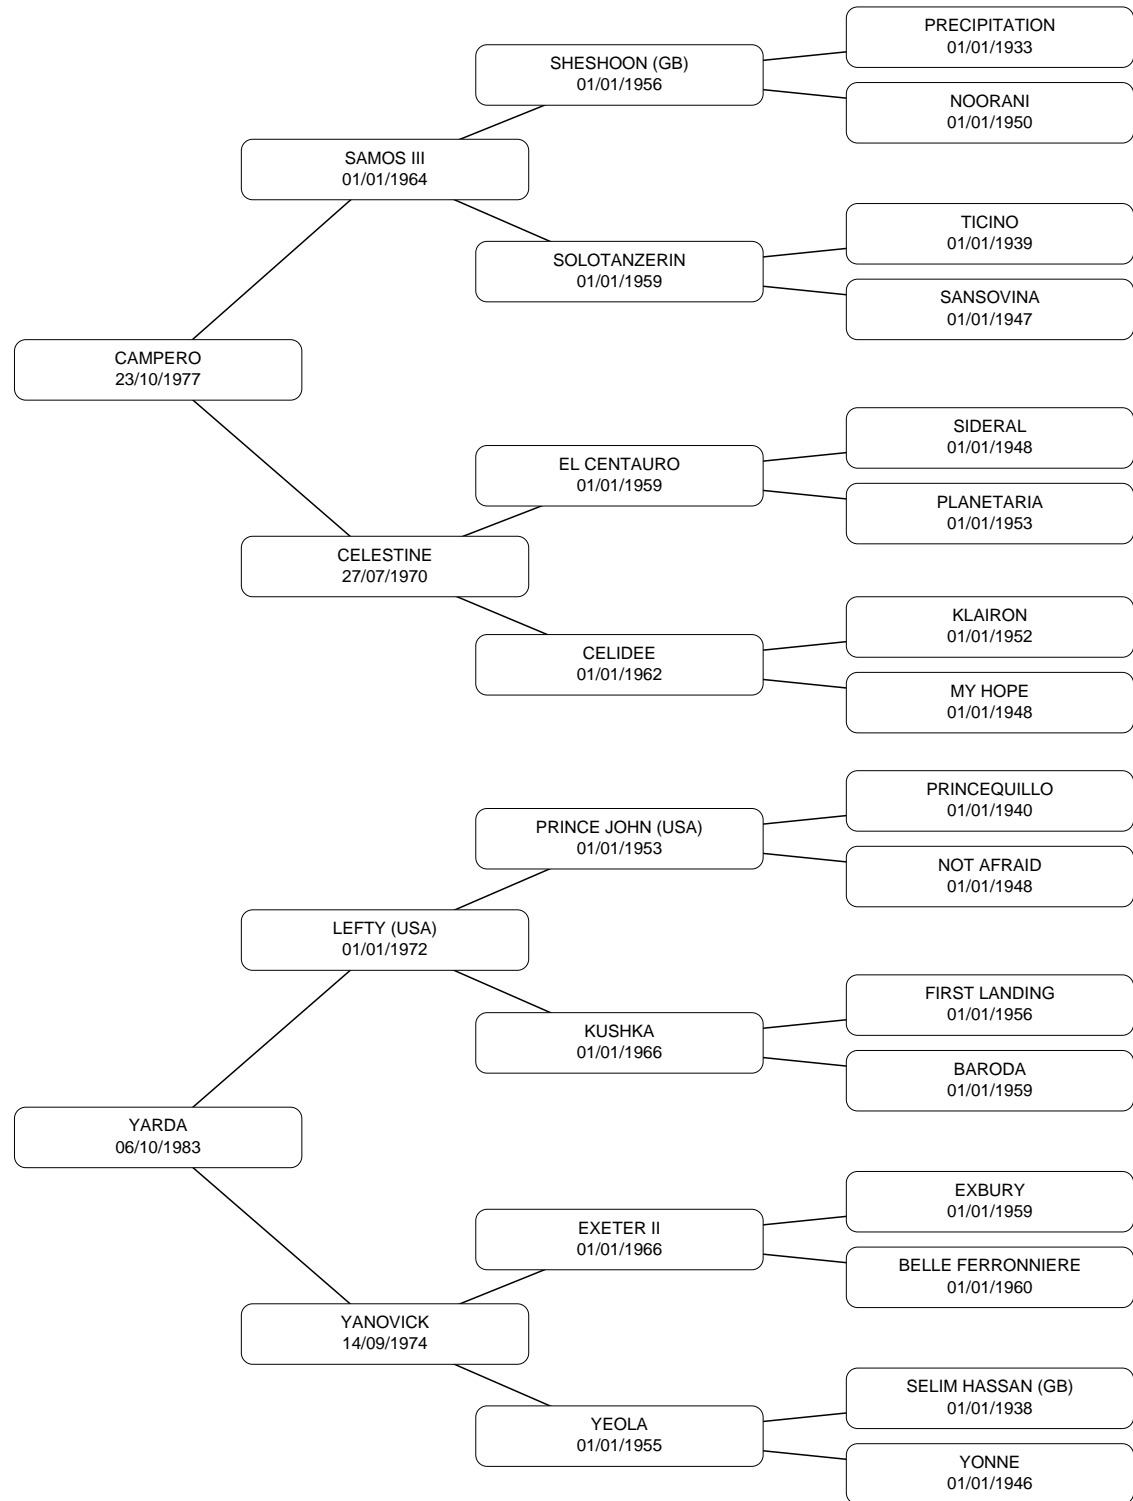 PRECIPITATION
01/01/1933
SHESHOON (GB)
01/01/1956
NOORANI
01/01/1950
SAMOS III
01/01/1964
TICINO
01/01/1939
SOLOTANZERIN
01/01/1959
SANSOVINA
01/01/1947
CAMPERO
23/10/1977
SIDERAL
01/01/1948
EL CENTAURO
01/01/1959
PLANETARIA
01/01/1953
CELESTINE
27/07/1970
KLAIRON
01/01/1952
CELIDEE
01/01/1962
MY HOPE
01/01/1948
PRINCEQUILLO
01/01/1940
PRINCE JOHN (USA)
01/01/1953
NOT AFRAID
01/01/1948
LEFTY (USA)
01/01/1972
FIRST LANDING
01/01/1956
KUSHKA
01/01/1966
BARODA
01/01/1959
YARDA
06/10/1983
EXBURY
01/01/1959
EXETER II
01/01/1966
BELLE FERRONNIERE
01/01/1960
YANOVICK
14/09/1974
SELIM HASSAN (GB)
01/01/1938
YEOLA
01/01/1955
YONNE
01/01/1946